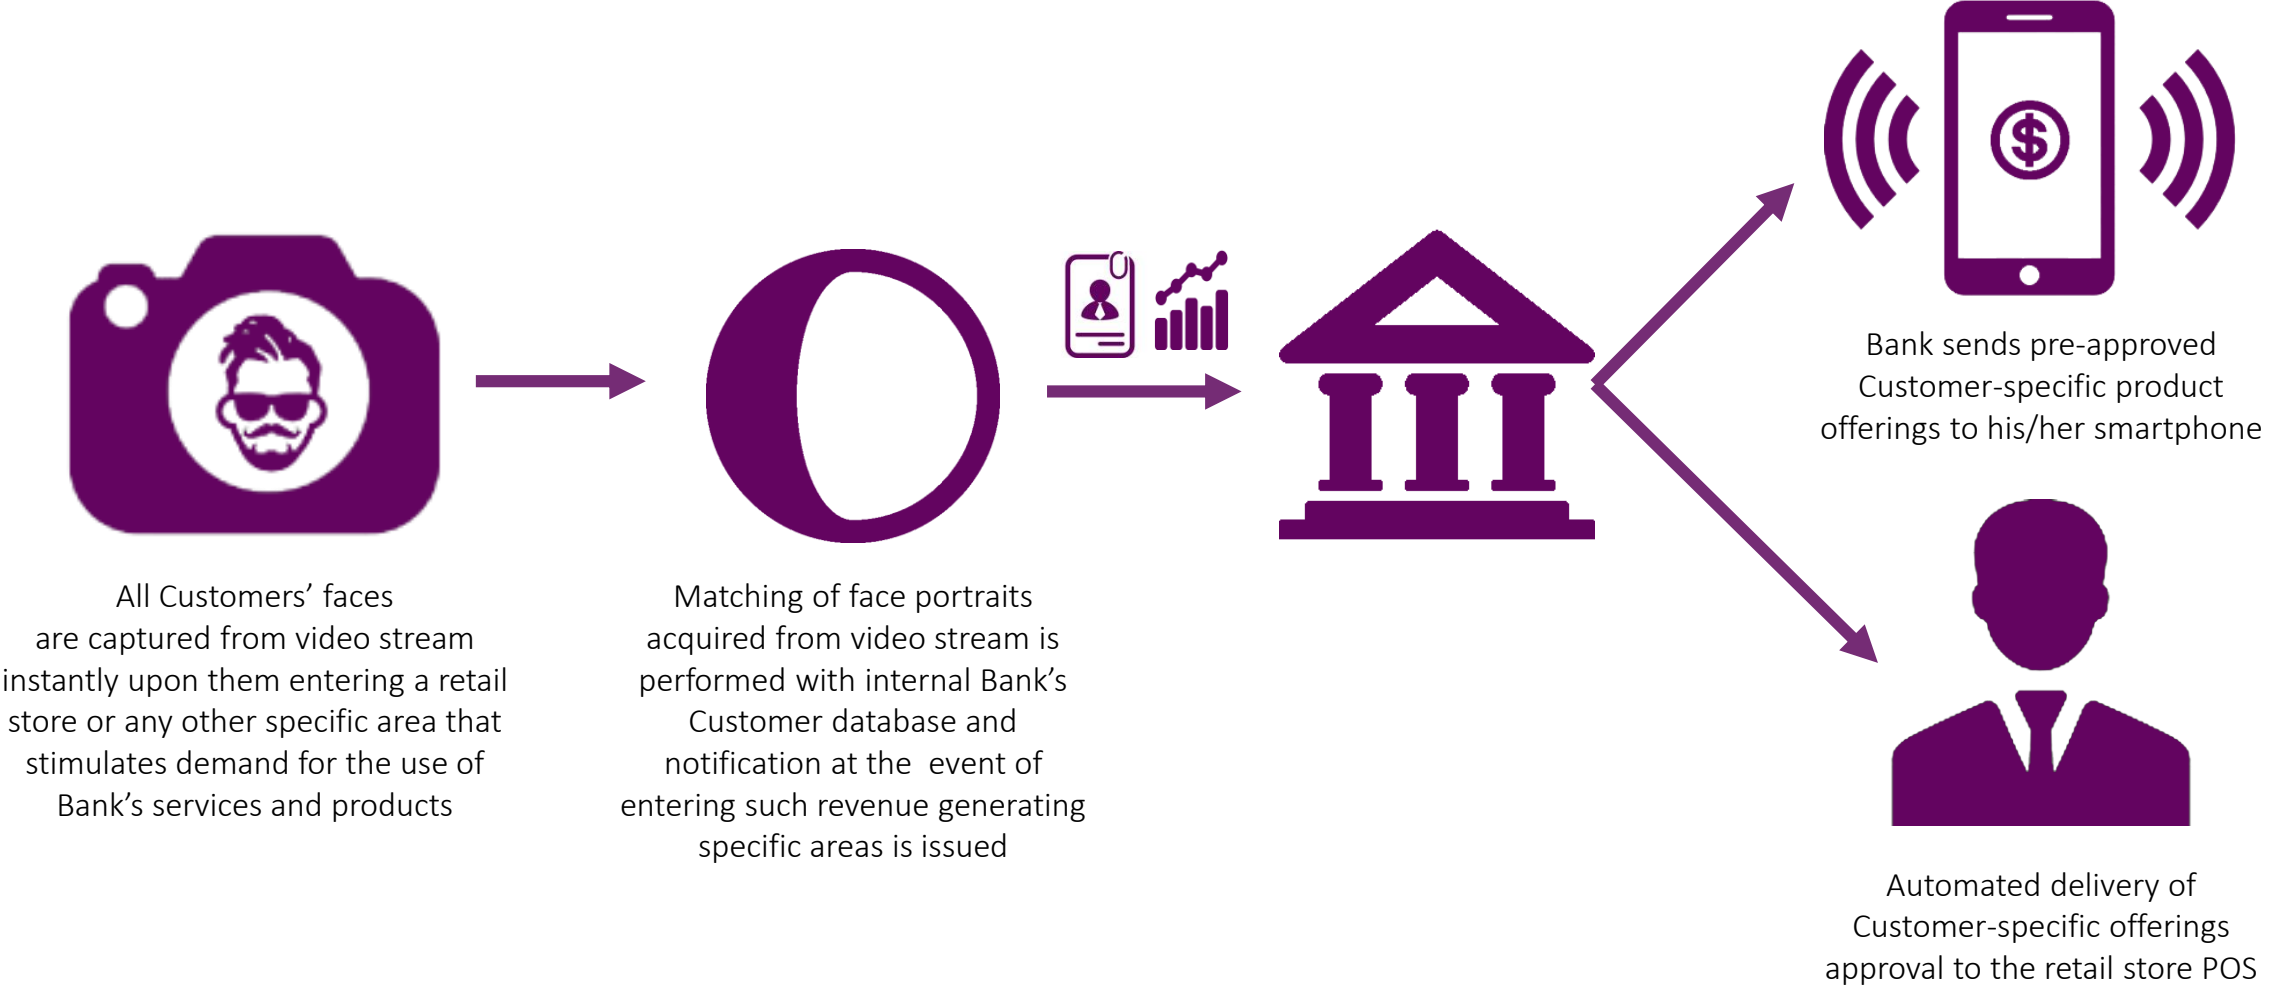 All Customers’ faces
are captured from video stream
instantly upon them entering a retail
store or any other specific area that
stimulates demand for the use of
Bank’s services and products
Matching of face portraits
acquired from video stream is
performed with internal Bank’s
Customer database and
notification at the  event of
entering such revenue generating
specific areas is issued
$
Bank sends pre-approved
Customer-specific product
offerings to his/her smartphone
Automated delivery of
Customer-specific offerings
approval to the retail store POS